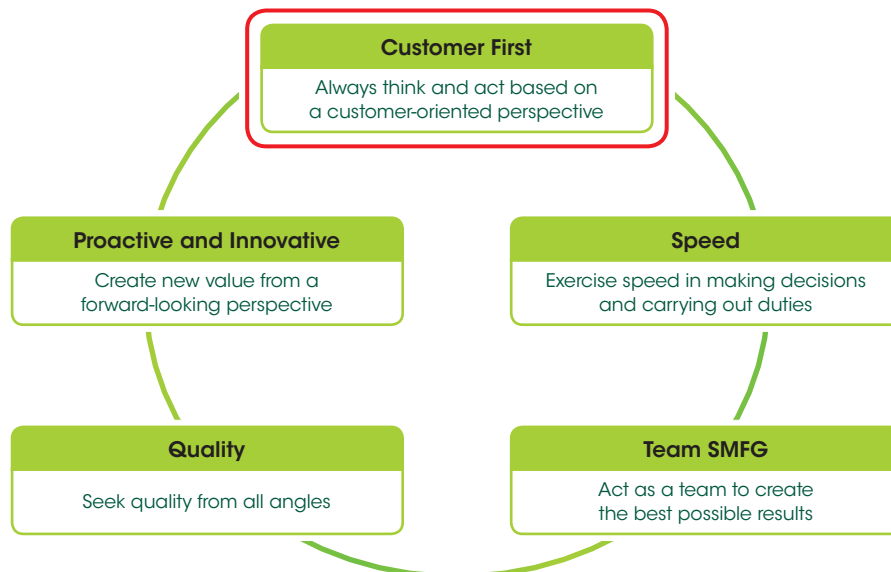 Customer First
Always think and act based on
a customer-oriented perspective
Proactive and Innovative
Create new value from a
forward-looking perspective
Speed
Exercise speed in making decisions
and carrying out duties
Quality
Seek quality from all angles
Team SMFG
Act as a team to create
the best possible results